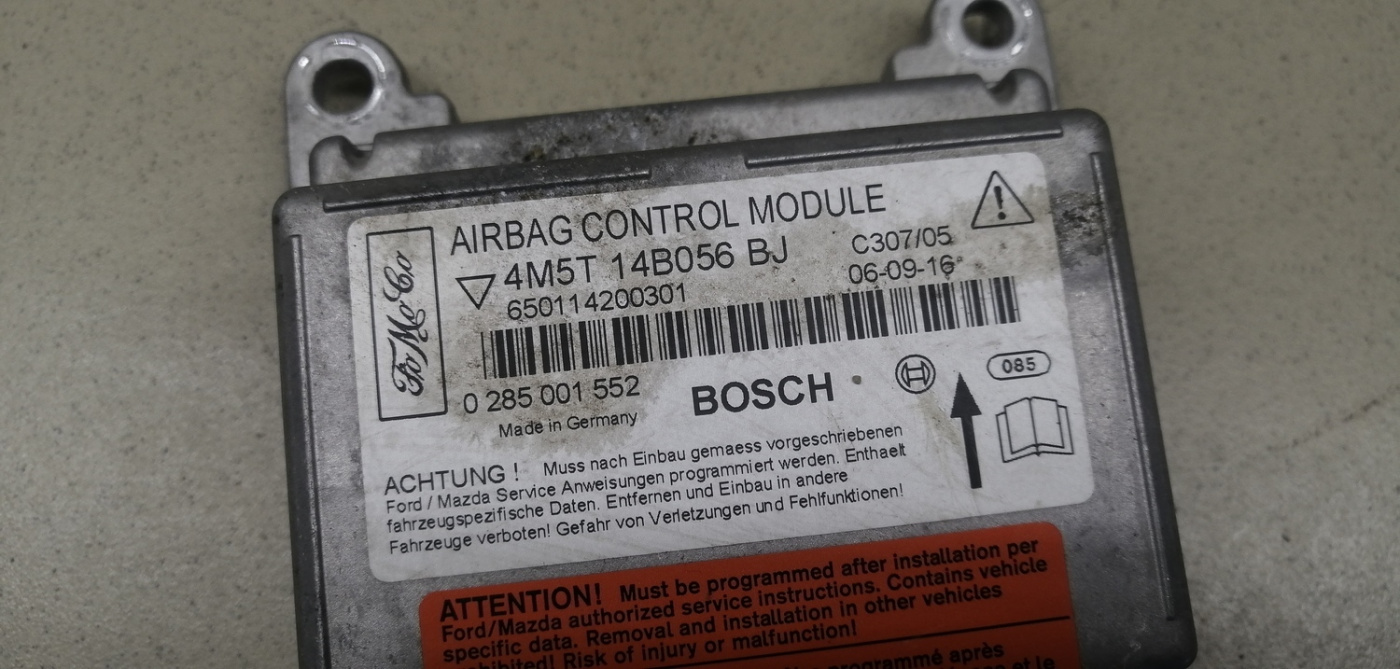 FoMoCo
AIRBAG CONTROL MODULE
4M5T 14B056 BJ
C307/05
650114200301
06-09-16
0 285 001 552
BOSCH
085
Made in Germany
ACHTUNG ! Muss nach Einbau gemaess vorgeschriebenen
Ford / Mazda Service Anweisungen programmiert werden. Enthaelt
fahrzeugspezifische Daten. Entfernen und Einbau in andere
Fahrzeuge verboten! Gefahr von Verletzungen und Fehlfunktionen!
ATTENTION! Must be programmed after installation per
Ford/Mazda authorized service instructions. Contains vehicle
specific data. Removal and installation in other vehicles
Risk of injury or malfunction!
programmé après